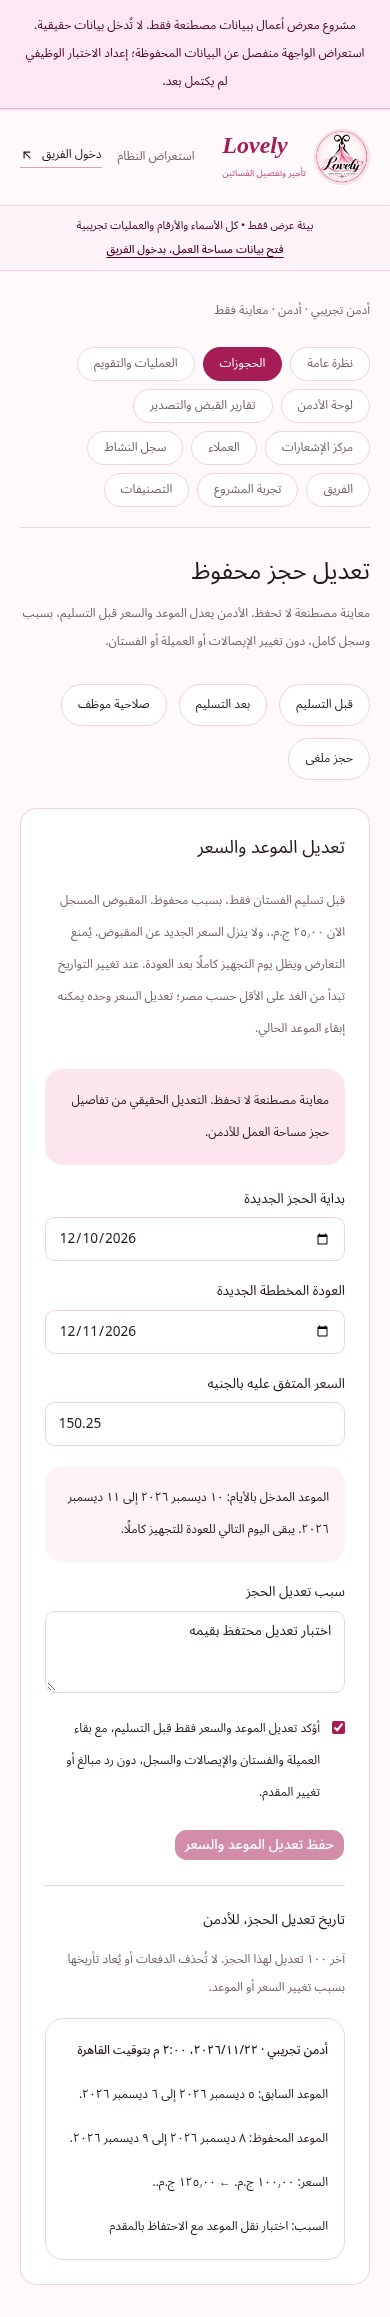 مشروع معرض أعمال ببيانات مصطنعة فقط. لا تُدخل بيانات حقيقية.
استعراض الواجهة منفصل عن البيانات المحفوظة؛ إعداد الاختبار الوظيفي
لم يكتمل بعد.
Lovely
Lovely
تأجير وتفصيل الفساتين
استعراض النظام
دخول الفريق
بيئة عرض فقط • كل الأسماء والأرقام والعمليات تجريبية
فتح بيانات مساحة العمل، بدخول الفريق
أدمن تجريبي · أدمن · معاينة فقط
نظرة عامة
الحجوزات
العمليات والتقويم
لوحة الأدمن
تقارير القبض والتصدير
مركز الإشعارات
العملاء
سجل النشاط
الفريق
تجربة المشروع
التصنيفات
تعديل حجز محفوظ
معاينة مصطنعة لا تحفظ. الأدمن يعدل الموعد والسعر قبل التسليم، بسبب
وسجل كامل، دون تغيير الإيصالات أو العميلة أو الفستان.
قبل التسليم
بعد التسليم
صلاحية موظف
حجز ملغى
تعديل الموعد والسعر
قبل تسليم الفستان فقط، بسبب محفوظ. المقبوض المسجل
الآن ٢٥٫٠٠ ج.م.، ولا ينزل السعر الجديد عن المقبوض. يُمنع
التعارض ويظل يوم التجهيز كاملًا بعد العودة. عند تغيير التواريخ
تبدأ من الغد على الأقل حسب مصر؛ تعديل السعر وحده يمكنه
إبقاء الموعد الحالي.
معاينة مصطنعة لا تحفظ. التعديل الحقيقي من تفاصيل
حجز مساحة العمل للأدمن.
بداية الحجز الجديدة
12/10/2026
العودة المخططة الجديدة
12/11/2026
السعر المتفق عليه بالجنيه
150.25
الموعد المدخل بالأيام: ١٠ ديسمبر ٢٠٢٦ إلى ١١ ديسمبر
٢٠٢٦. يبقى اليوم التالي للعودة للتجهيز كاملًا.
سبب تعديل الحجز
اختبار تعديل محتفظ بقيمه
أؤكد تعديل الموعد والسعر فقط قبل التسليم، مع بقاء
العميلة والفستان والإيصالات والسجل، دون رد مبالغ أو
تغيير المقدم.
حفظ تعديل الموعد والسعر
تاريخ تعديل الحجز، للأدمن
آخر ١٠٠ تعديل لهذا الحجز. لا تُحذف الدفعات أو يُعاد تأريخها
بسبب تغيير السعر أو الموعد.
أدمن تجريبي · ٢٠٢٦/١١/٢٢، ٢:٠٠ م بتوقيت القاهرة
الموعد السابق: ٥ ديسمبر ٢٠٢٦ إلى ٦ ديسمبر ٢٠٢٦.
الموعد المحفوظ: ٨ ديسمبر ٢٠٢٦ إلى ٩ ديسمبر ٢٠٢٦.
السعر: ١٠٠٫٠٠ ج.م. ← ١٢٥٫٠٠ ج.م..
السبب: اختبار نقل الموعد مع الاحتفاظ بالمقدم